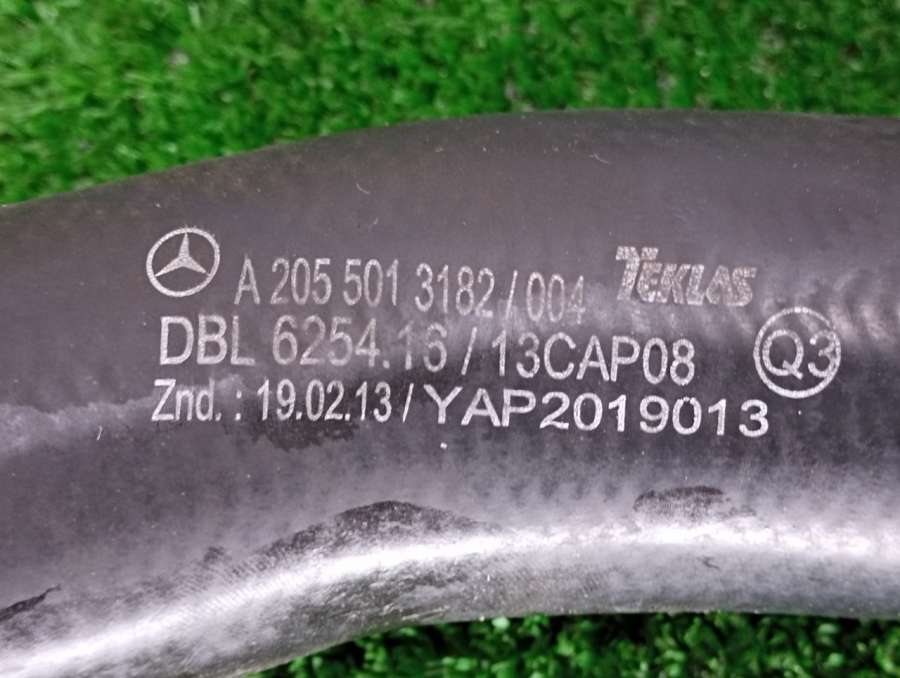 A 205 501 3182/004 TEKLAS
DBL 6254.16/13CAP08 Q3
Znd.: 19.02.13/YAP2019013